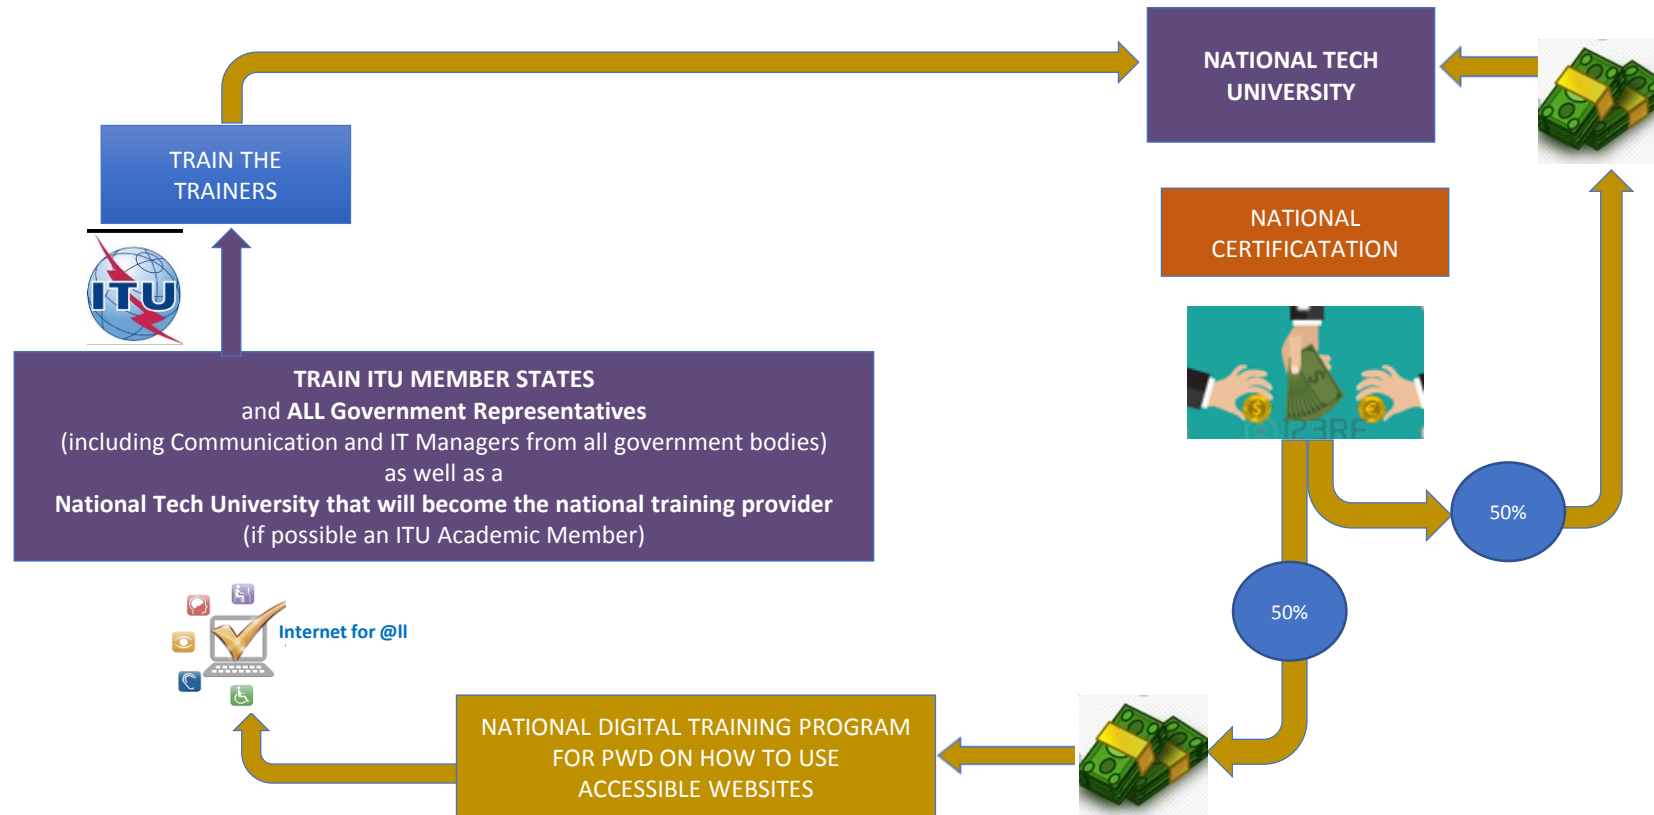 NATIONAL TECH
UNIVERSITY
TRAIN THE
TRAINERS
NATIONAL
CERTIFICATATION
ITU
TRAIN ITU MEMBER STATES
and ALL Government Representatives
(including Communication and IT Managers from all government bodies)
as well as a
National Tech University that will become the national training provider
(if possible an ITU Academic Member)
123RF
50%
50%
Internet for @ll
NATIONAL DIGITAL TRAINING PROGRAM
FOR PWD ON HOW TO USE
ACCESSIBLE WEBSITES